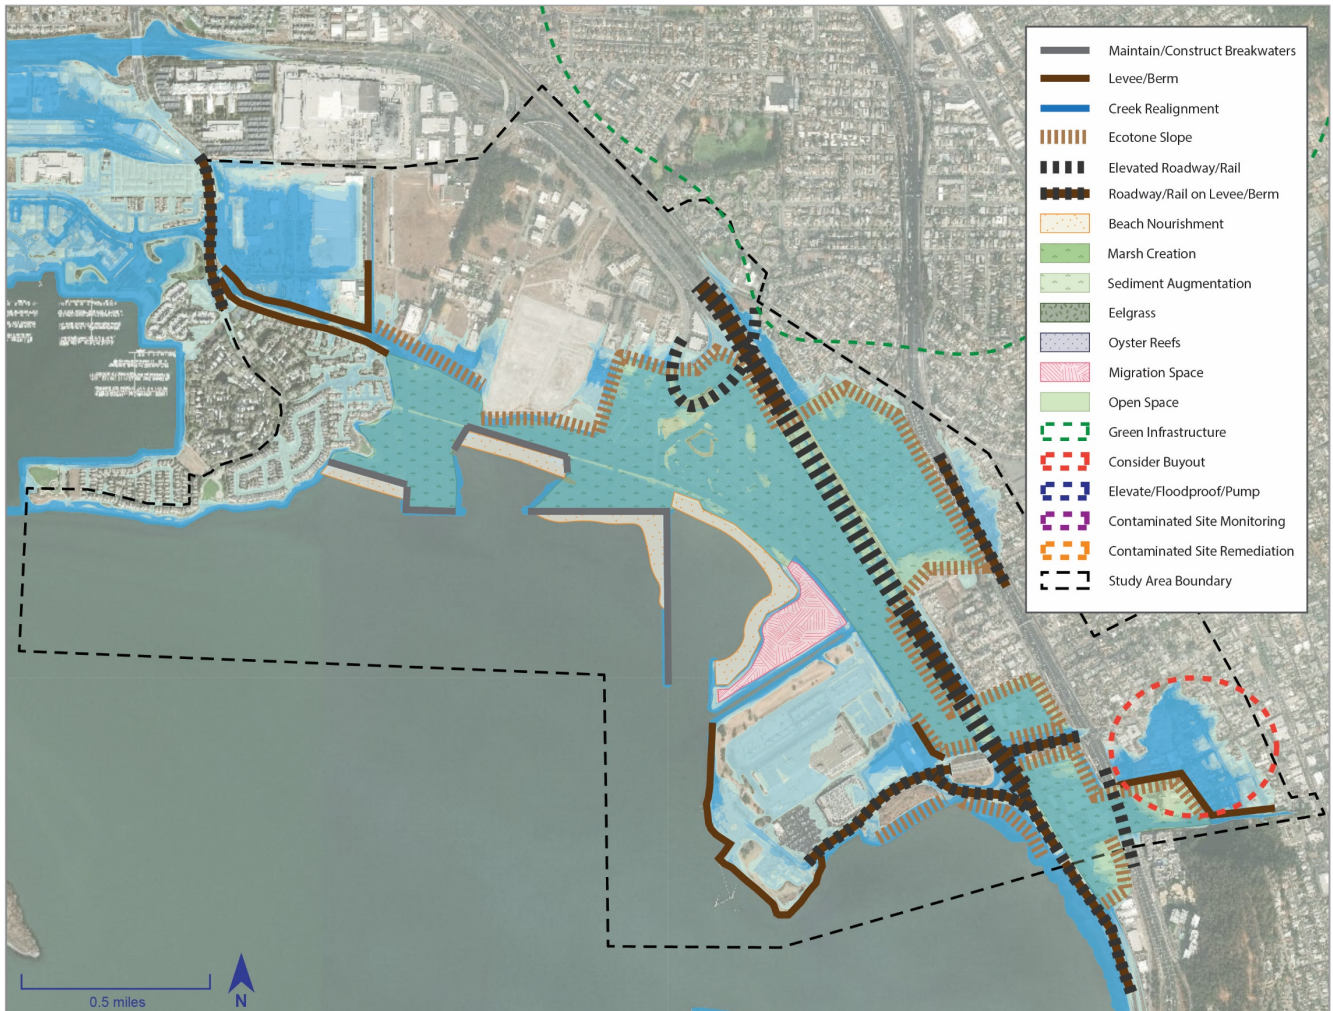 Maintain/Construct Breakwaters
Levee/Berm
Creek Realignment
Ecotone Slope
Elevated Roadway/Rail
Roadway/Rail on Levee/Berm
Beach Nourishment
Marsh Creation
Sediment Augmentation
Eelgrass
Oyster Reefs
Migration Space
Open Space
Green Infrastructure
Consider Buyout
Elevate/Floodproof/Pump
Contaminated Site Monitoring
Contaminated Site Remediation
Study Area Boundary
0.5 miles
N